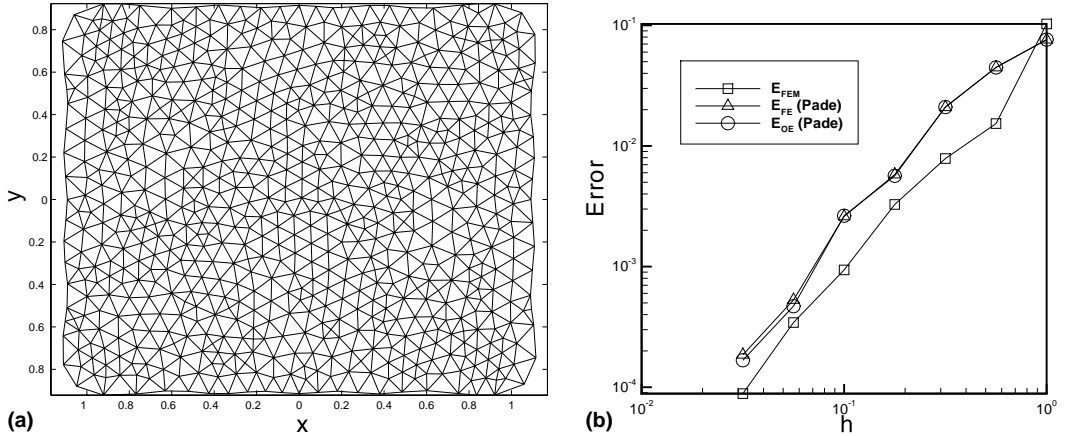 0.8
0.6
0.4
0.2
0
0.2
0.4
0.6
0.8
y
1 0.8 0.6 0.4 0.2 0 0.2 0.4 0.6 0.8 1
x
(a)
10^-1
10^-2
10^-3
10^-4
Error
E_FEM
E_FE (Pade)
E_OE (Pade)
10^-2 10^-1 10^0
h
(b)